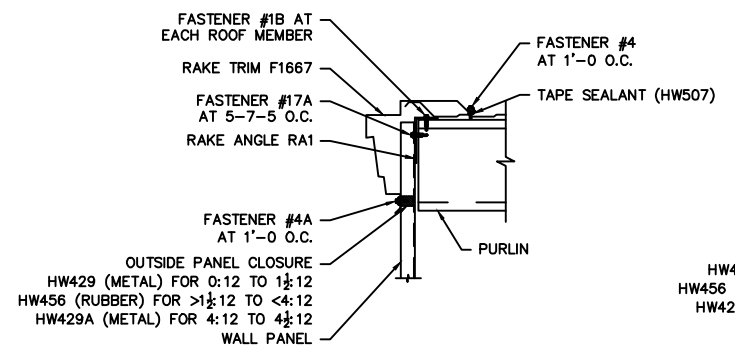 FASTENER #1B AT
EACH ROOF MEMBER
RAKE TRIM F1667
FASTENER #17A
AT 5-7-5 O.C.
RAKE ANGLE RA1
FASTENER #4
AT 1'-0 O.C.
TAPE SEALANT (HW507)
FASTENER #4A
AT 1'-0 O.C.
PURLIN
OUTSIDE PANEL CLOSURE
HW429 (METAL) FOR 0:12 TO 1½:12
HW456 (RUBBER) FOR >1½:12 TO <4:12
HW429A (METAL) FOR 4:12 TO 4½:12
WALL PANEL
HW4
HW456
HW42